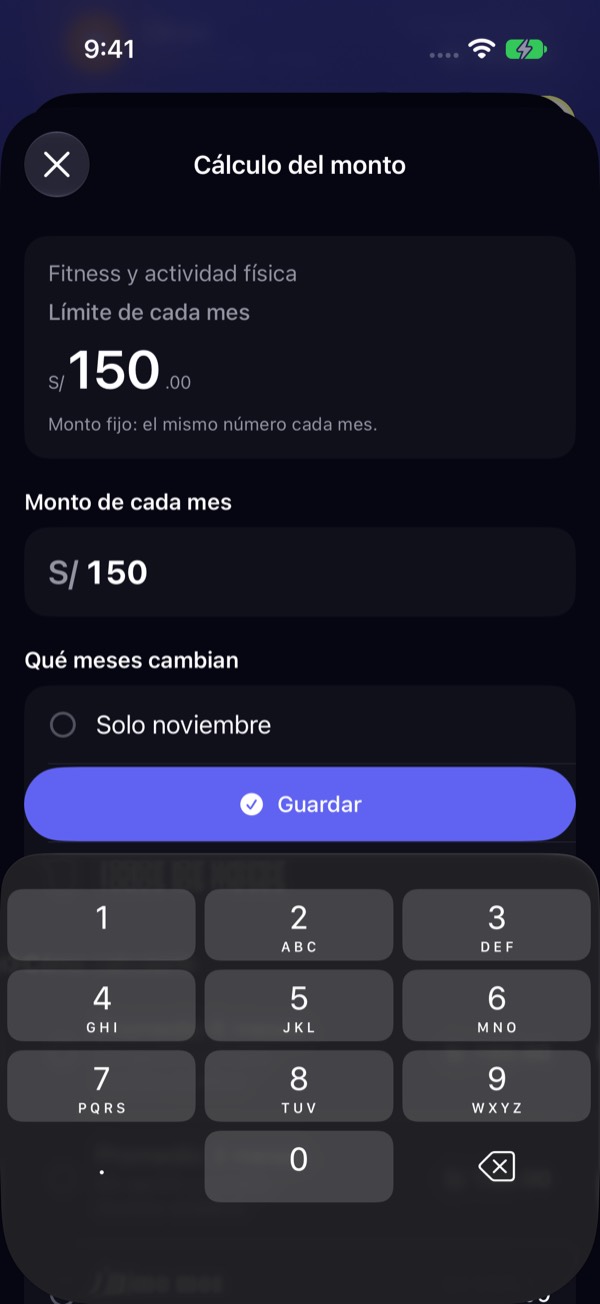 9:41
Cálculo del monto
Fitness y actividad física
Límite de cada mes
S/150.00
Monto fijo: el mismo número cada mes.
Monto de cada mes
S/ 150
Qué meses cambian
Solo noviembre
Guardar
1
2
ABC
3
DEF
4
GHI
5
JKL
6
MNO
7
PQRS
8
TUV
9
WXYZ
.
0